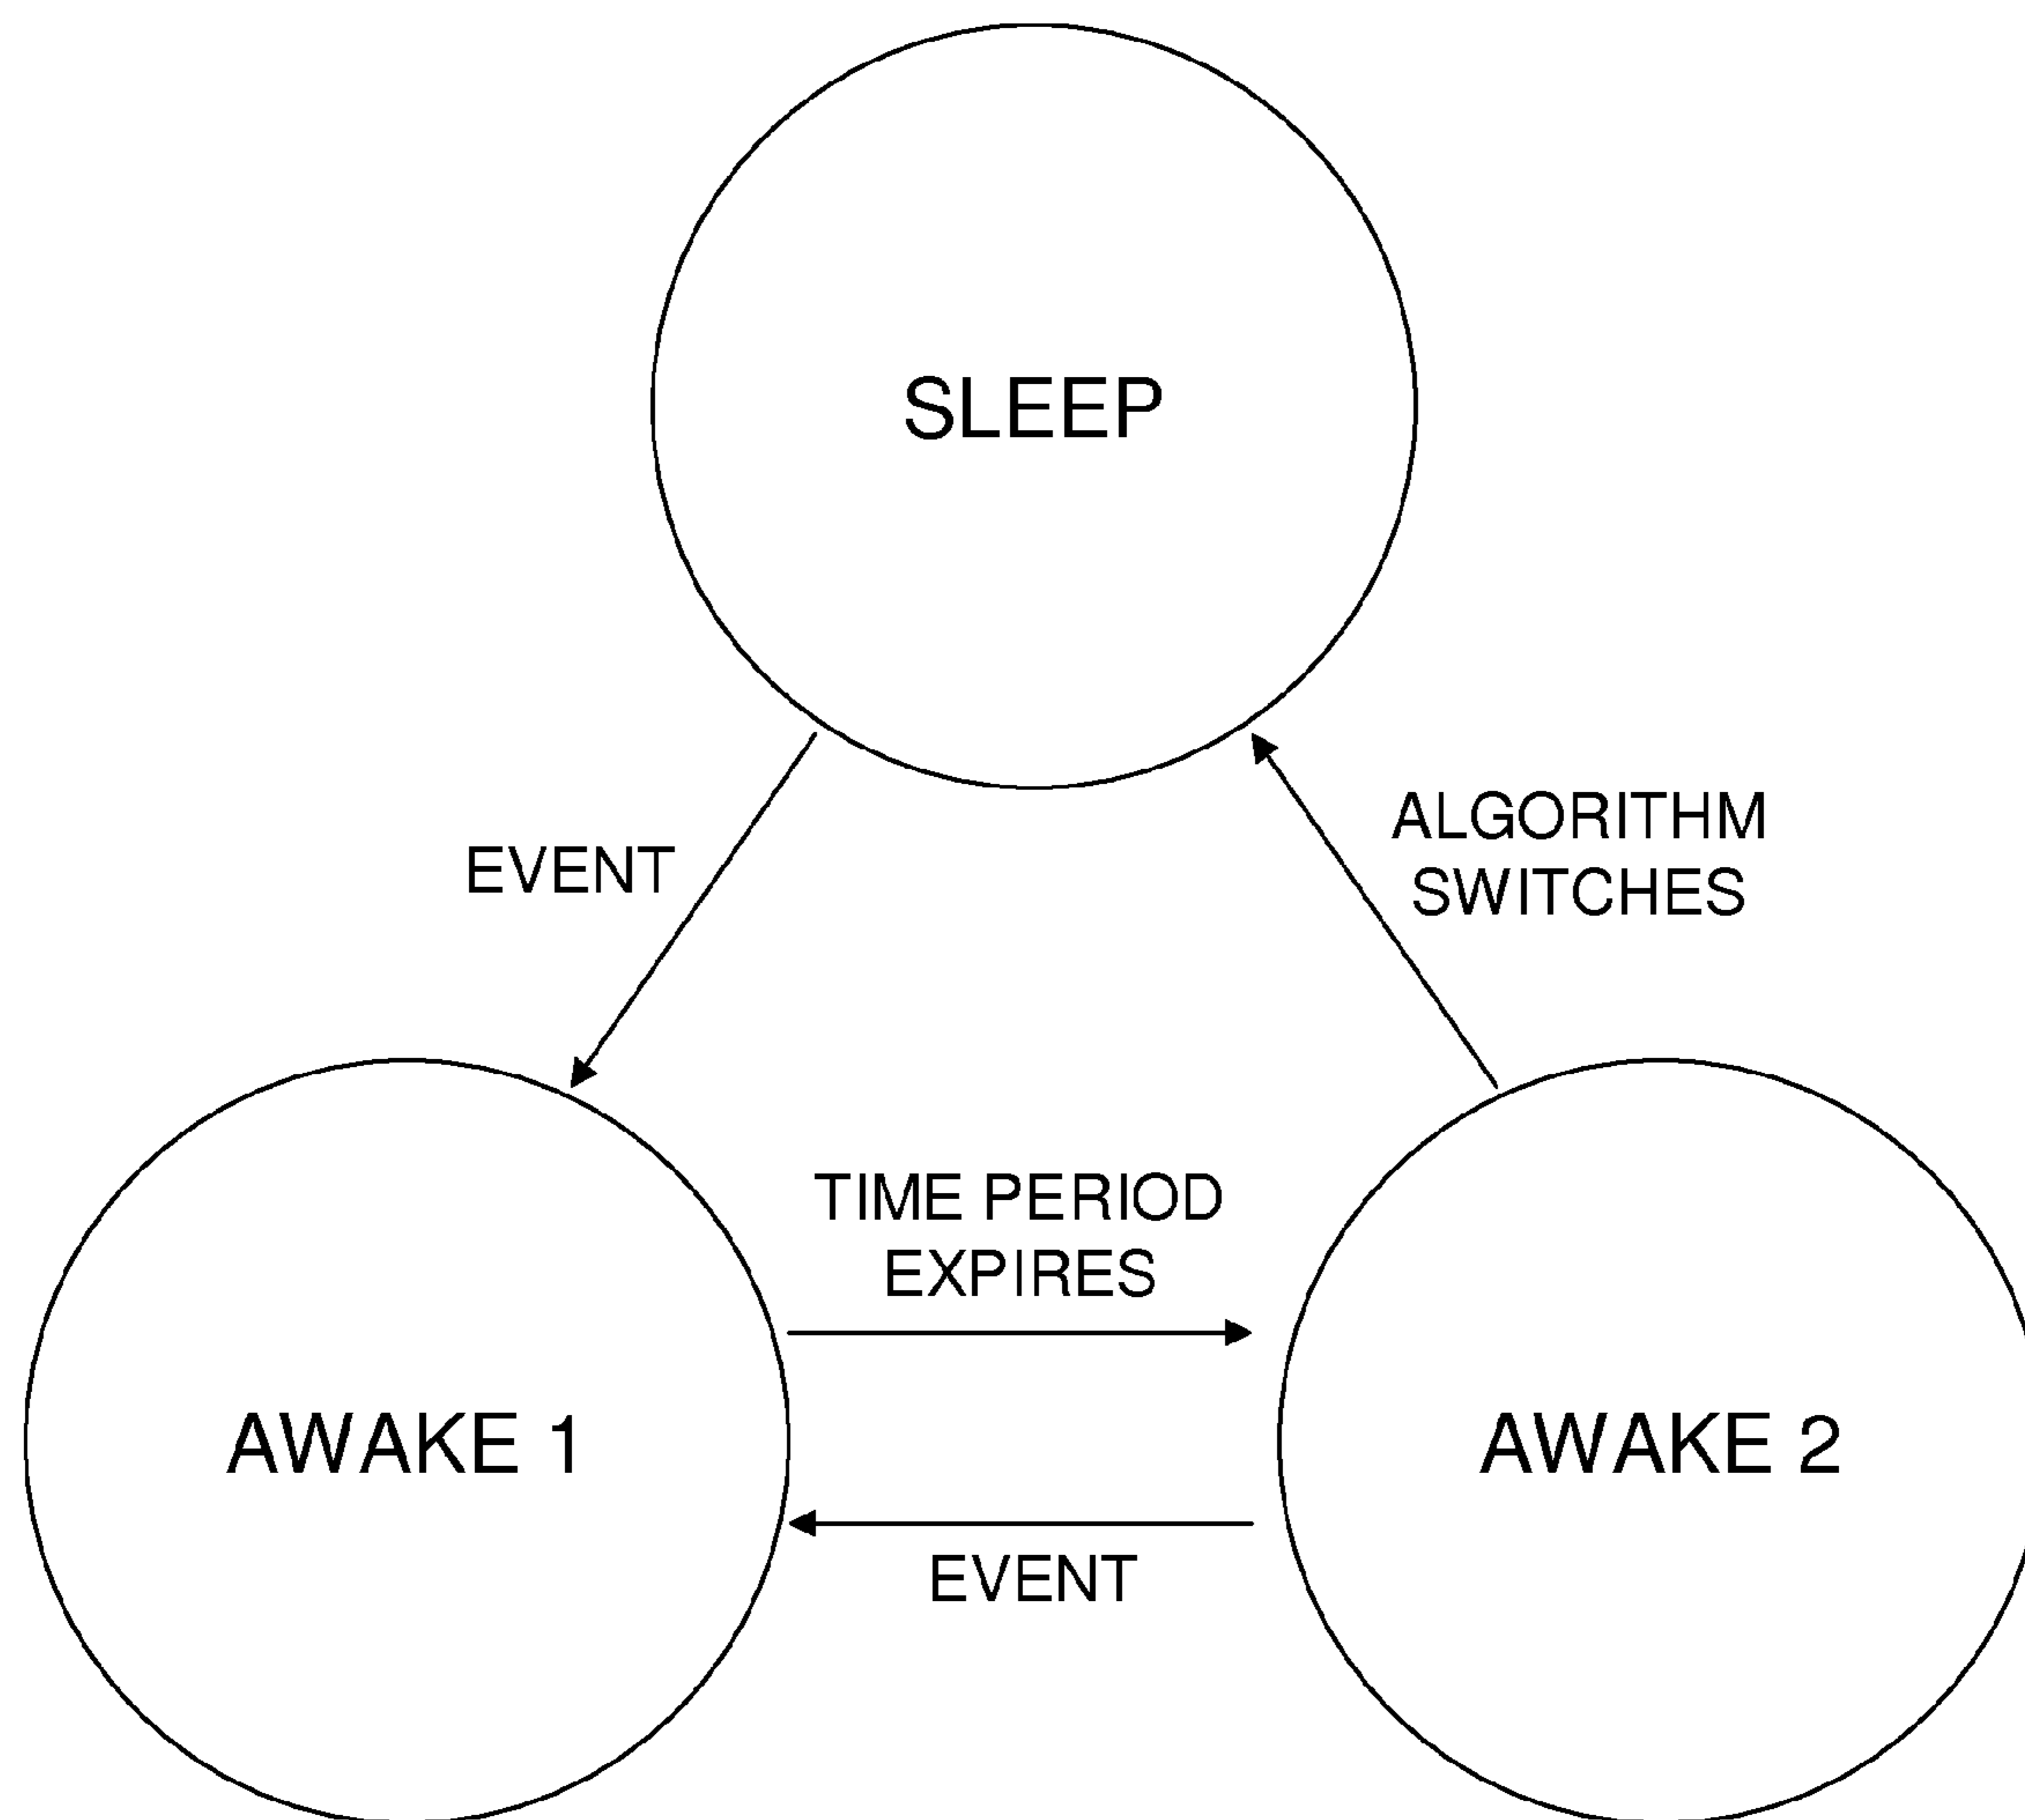 SLEEP
EVENT
ALGORITHM
SWITCHES
TIME PERIOD
EXPIRES
AWAKE 1
AWAKE 2
EVENT